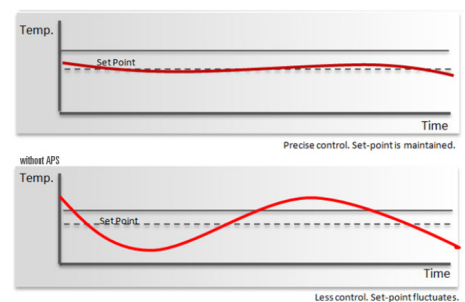 Temp.
Set Point
Time
Precise control. Set-point is maintained.
without APS
Temp.
Set Point
Time
Less control. Set-point fluctuates.